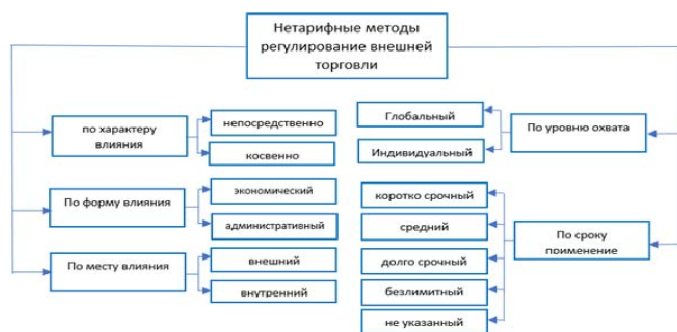 Нетарифные методы
регулирование внешней
торговли
по характеру
влияния
непосредственно
косвенно
По форму влияния
экономический
административный
По месту влияния
внешний
внутренний
Глобальный
Индивидуальный
По уровню охвата
коротко срочный
средний
долго срочный
безлимитный
не указанный
По сроку
применение